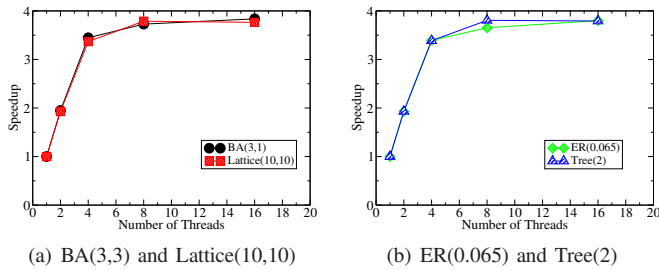 4
3
2
1
0
Speedup
BA(3,1)
Lattice(10,10)
0 2 4 6 8 10 12 14 16 18 20
Number of Threads
(a) BA(3,3) and Lattice(10,10)
4
3
2
1
0
Speedup
ER(0.065)
Tree(2)
0 2 4 6 8 10 12 14 16 18 20
Number of Threads
(b) ER(0.065) and Tree(2)